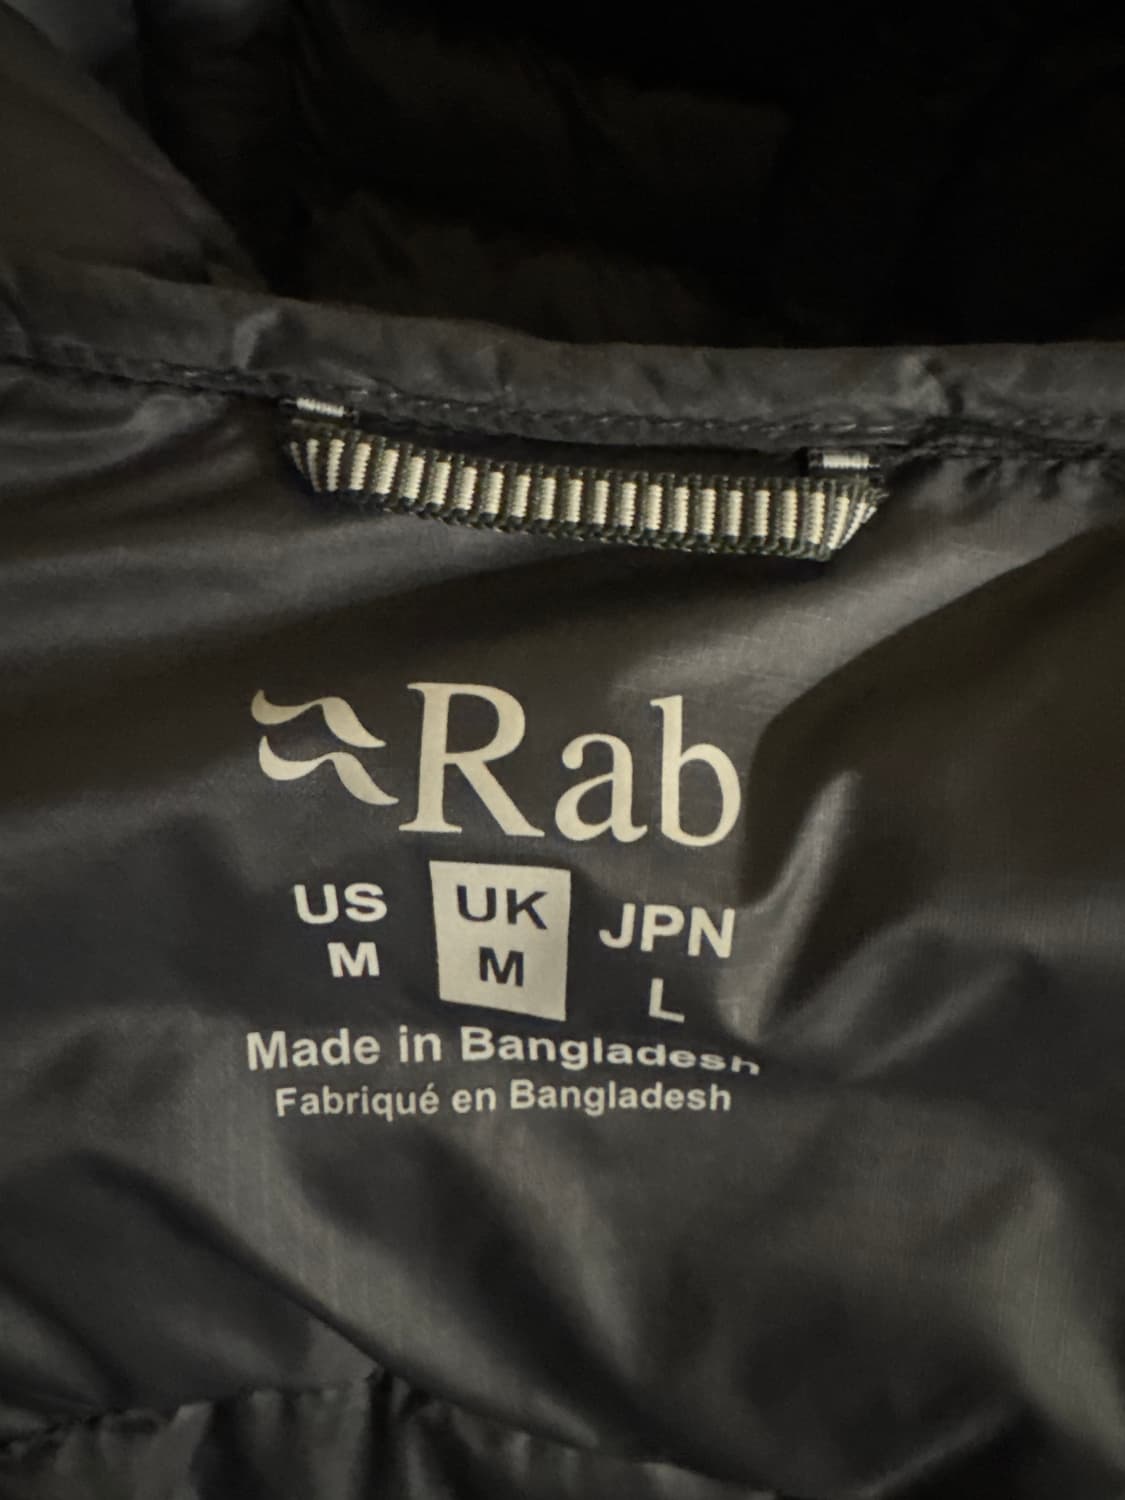 Rab
US UK JPN
M M L
Made in Bangladesh
Fabriqué en Bangladesh